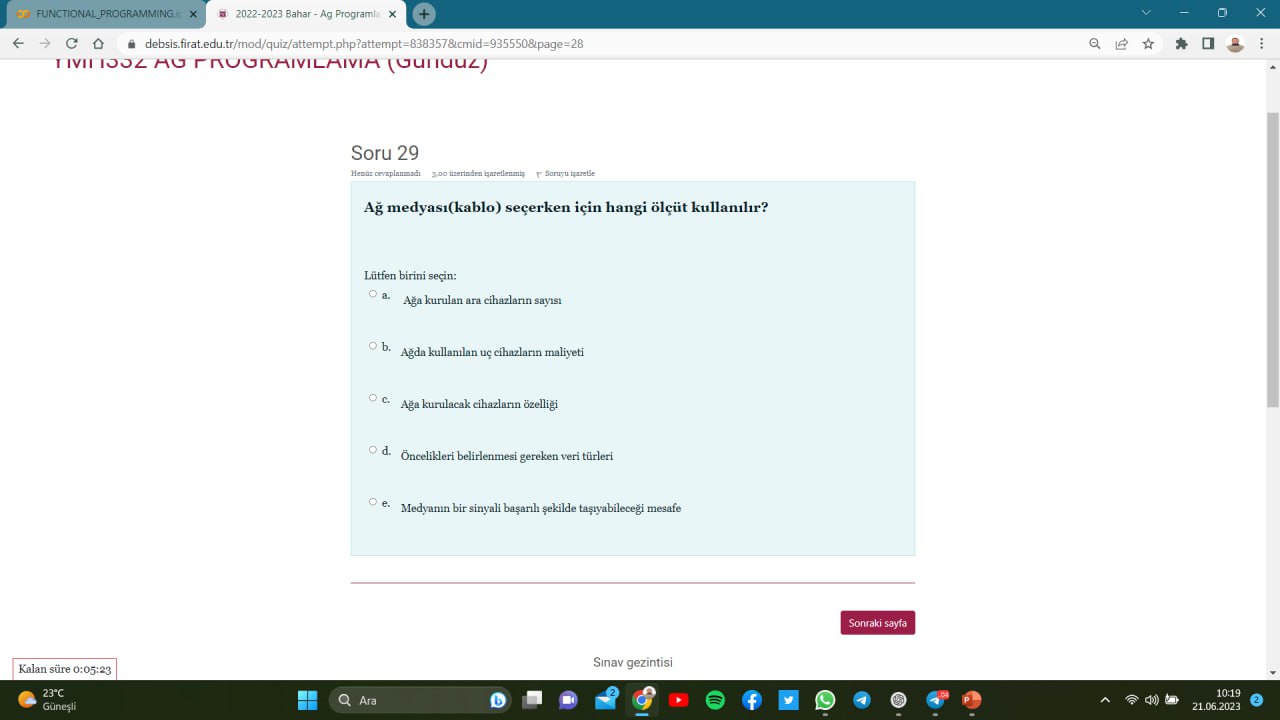 FUNCTIONAL_PROGRAMMING.i
2022-2023 Bahar - Ag Programla
debsis.firat.edu.tr/mod/quiz/attempt.php?attempt=838357&cmid=935550&page=28
YMH332 AĞ PROGRAMLAMA (Gündüz)
Soru 29
Henüz cevaplanmadı 3,00 üzerinden işaretlenmiş Soruyu işaretle
Ağ medyası(kablo) seçerken için hangi ölçüt kullanılır?
Lütfen birini seçin:
a. Ağa kurulan ara cihazların sayısı
b. Ağda kullanılan uç cihazların maliyeti
c. Ağa kurulacak cihazların özelliği
d. Öncelikleri belirlenmesi gereken veri türleri
e. Medyanın bir sinyali başarılı şekilde taşıyabileceği mesafe
Sonraki sayfa
Sınav gezintisi
Kalan süre 0:05:23
23°C
Güneşli
Ara
2
10:19
21.06.2023
2